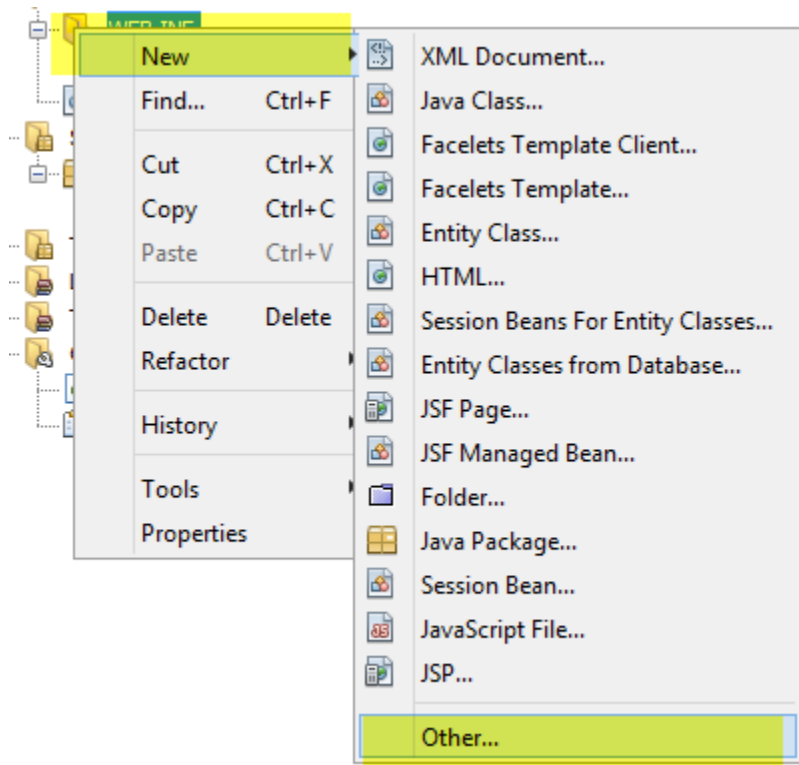 WEB-INF
New
Find... Ctrl+F
Cut Ctrl+X
Copy Ctrl+C
Paste Ctrl+V
Delete Delete
Refactor
History
Tools
Properties
XML Document...
Java Class...
Facelets Template Client...
Facelets Template...
Entity Class...
HTML...
Session Beans For Entity Classes...
Entity Classes from Database...
JSF Page...
JSF Managed Bean...
Folder...
Java Package...
Session Bean...
JavaScript File...
JSP...
Other...